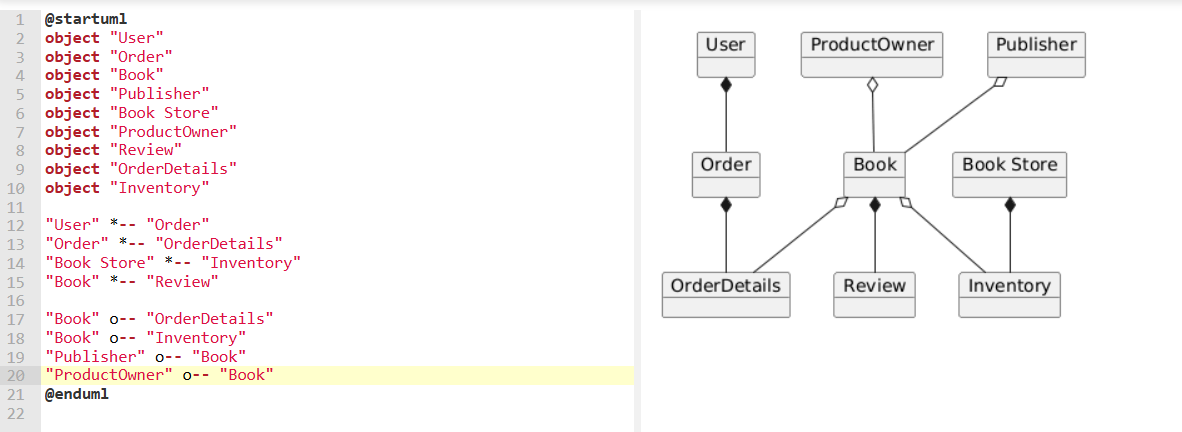 1 @startuml
2 object "User"
3 object "Order"
4 object "Book"
5 object "Publisher"
6 object "Book Store"
7 object "ProductOwner"
8 object "Review"
9 object "OrderDetails"
10 object "Inventory"
11
12 "User" *-- "Order"
13 "Order" *-- "OrderDetails"
14 "Book Store" *-- "Inventory"
15 "Book" *-- "Review"
16
17 "Book" o-- "OrderDetails"
18 "Book" o-- "Inventory"
19 "Publisher" o-- "Book"
20 "ProductOwner" o-- "Book"
21 @enduml
22
User ProductOwner Publisher
Order Book Book Store
OrderDetails Review Inventory